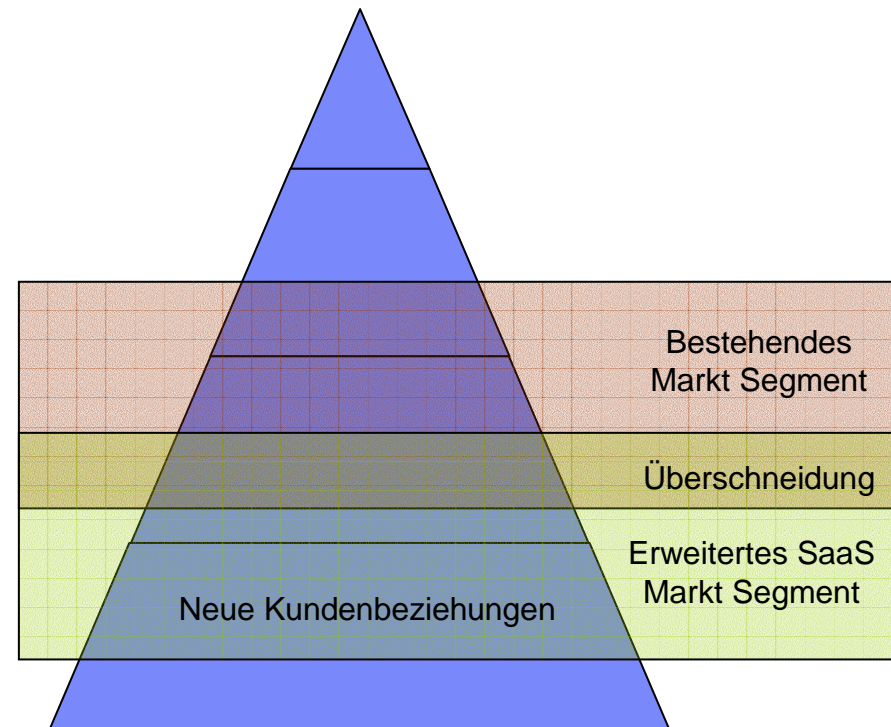 Bestehendes
Markt Segment
Überschneidung
Erweitertes SaaS
Markt Segment
Neue Kundenbeziehungen